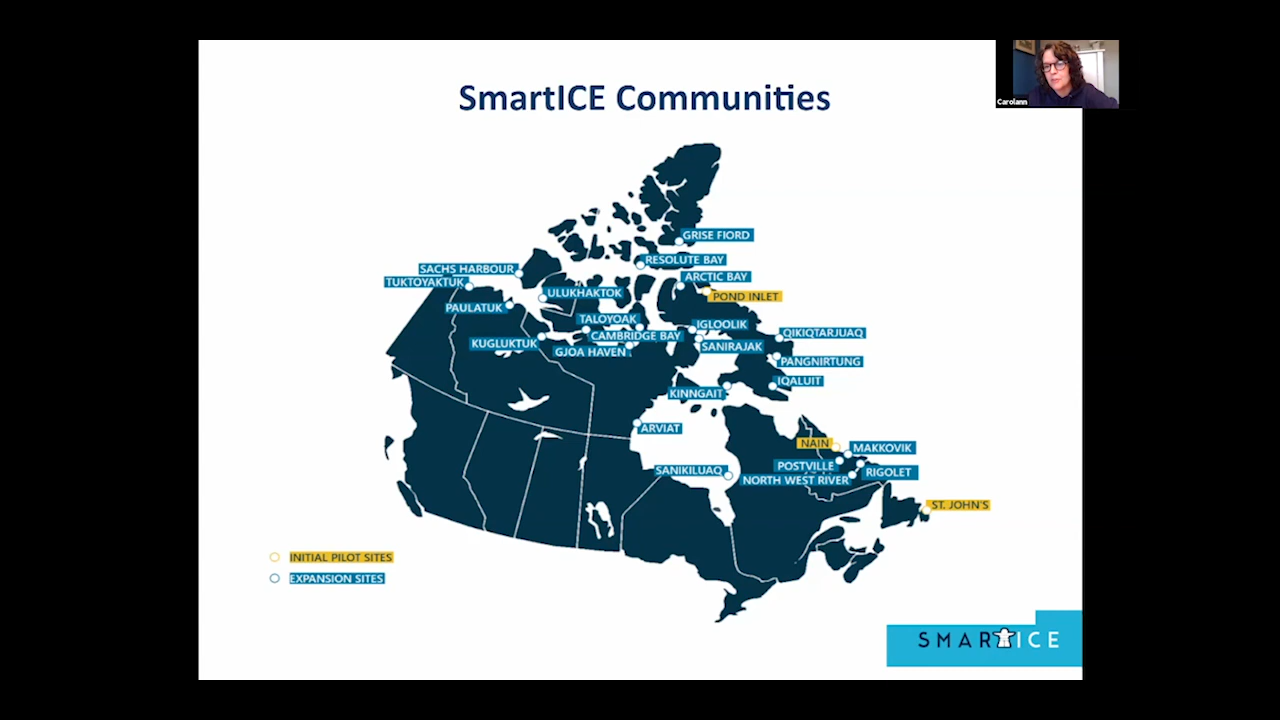 Carolann
SmartICE Communities
GRISE FIORD
RESOLUTE BAY
SACHS HARBOUR
ARCTIC BAY
TUKTOYAKTUK
ULUKHAKTOK
POND INLET
PAULATUK
TALOYOAK
IGLOOLIK
QIKIQTARJUAQ
CAMBRIDGE BAY
KUGLUKTUK
SANIRAJAK
GJOA HAVEN
PANGNIRTUNG
IQALUIT
KINNGAIT
ARVIAT
NAIN
MAKKOVIK
POSTVILLE
SANIKILUAQ
RIGOLET
NORTH WEST RIVER
ST. JOHN'S
INITIAL PILOT SITES
EXPANSION SITES
SMART ICE